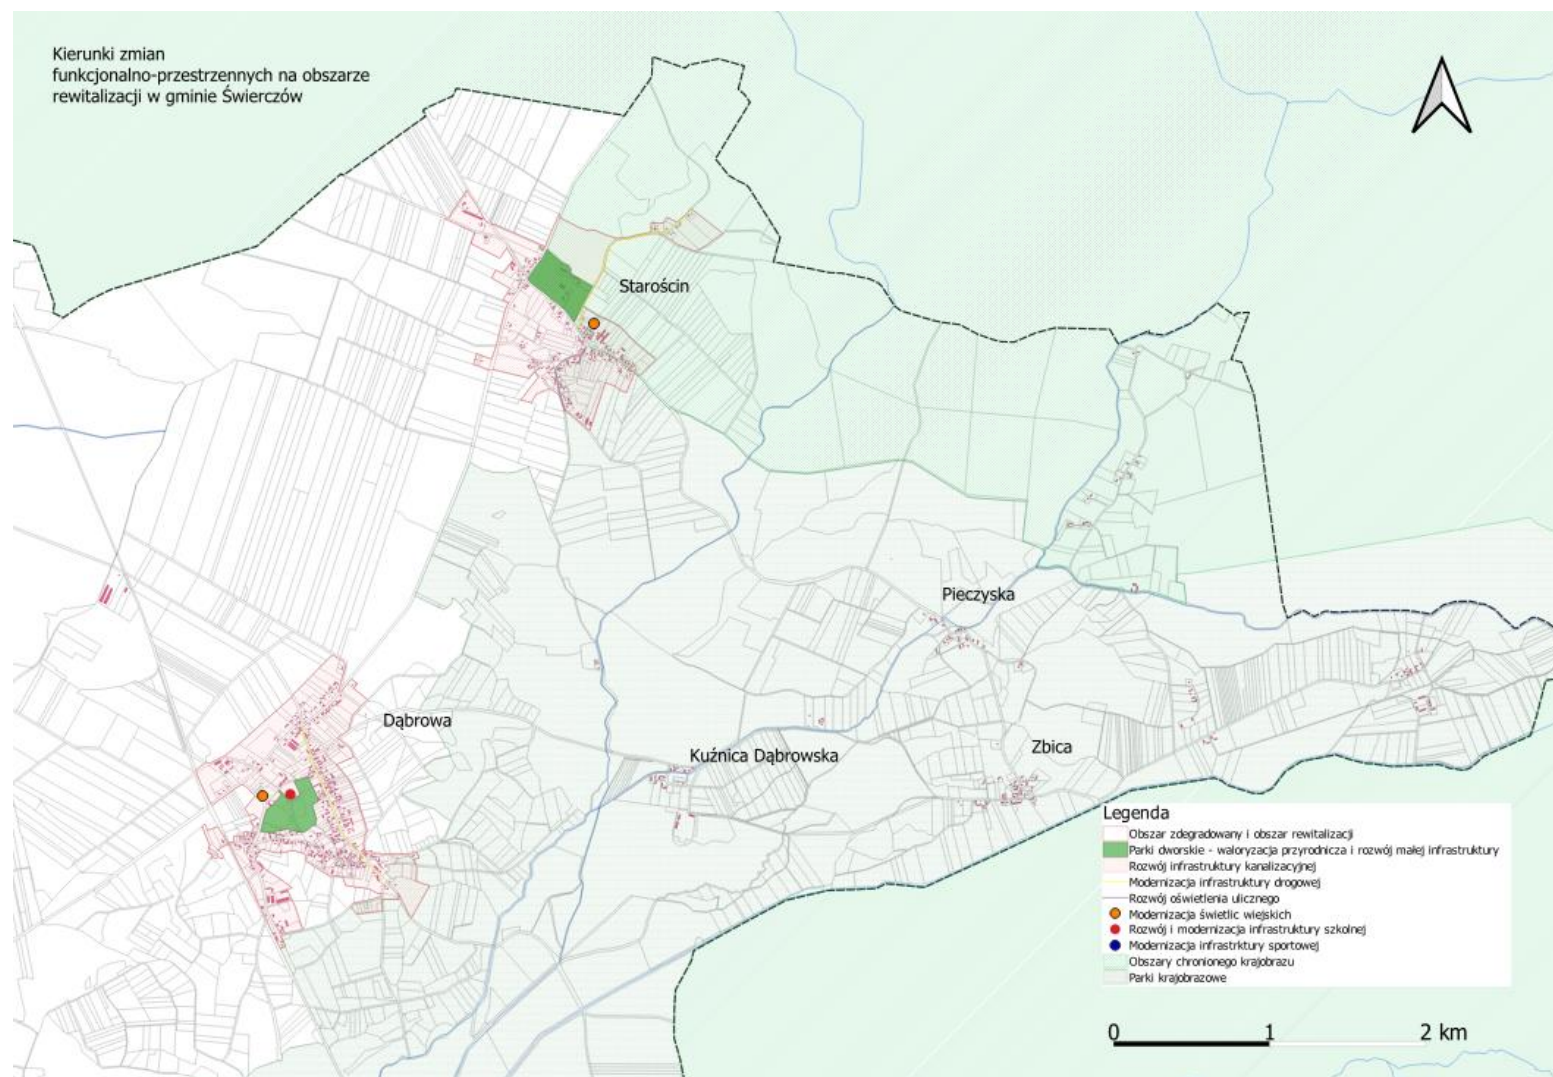 Kierunki zmian
funkcjonalno-przestrzennych na obszarze
rewitalizacji w gminie Świerczów
Starościn
Pieczyska
Dąbrowa
Kuźnica Dąbrowska
Zbica
Legenda
Obszar zdegradowany i obszar rewitalizacji
Parki dworskie - waloryzacja przyrodnicza i rozwój małej infrastruktury
Rozwój infrastruktury kanalizacyjnej
Modernizacja infrastruktury drogowej
Rozwój oświetlenia ulicznego
Modernizacja świetlic wiejskich
Rozwój i modernizacja infrastruktury szkolnej
Modernizacja infrastrktury sportowej
Obszary chronionego krajobrazu
Parki krajobrazowe
0 1 2 km